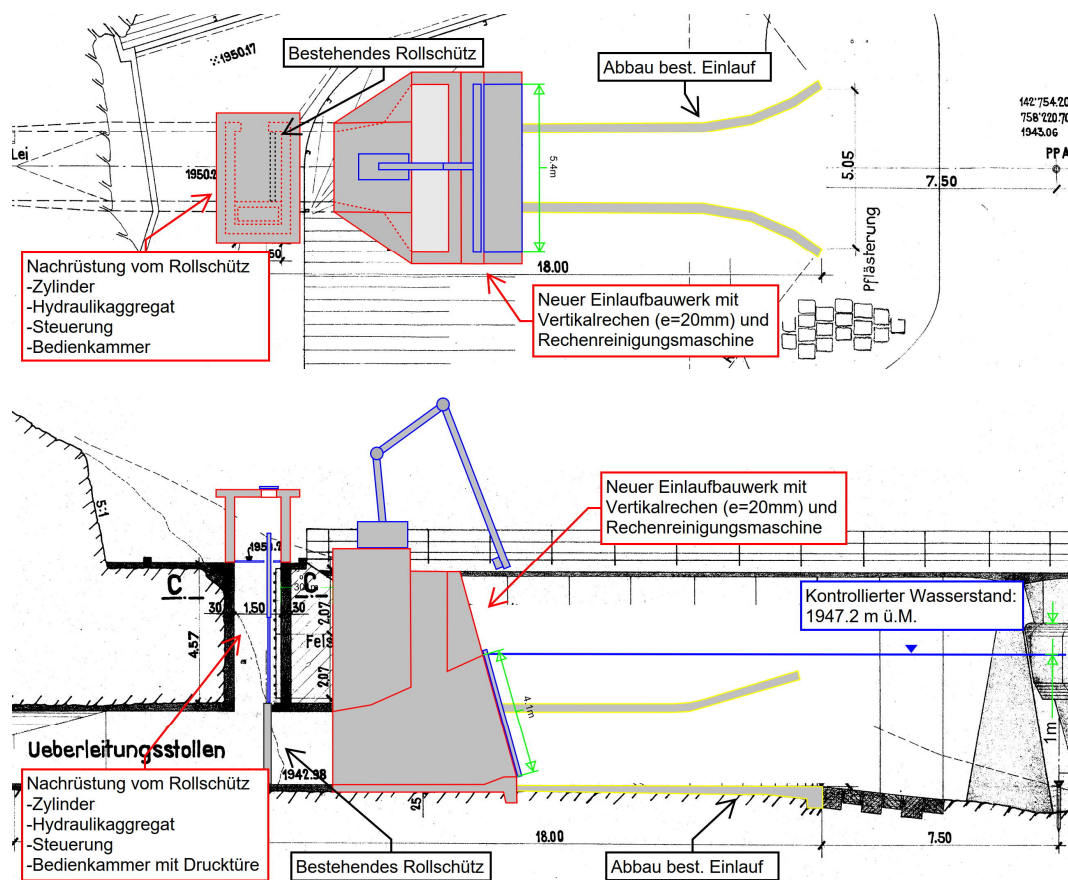 1950.17
Bestehendes Rollschütz
Abbau best. Einlauf
142'754.20
758'220.70
1943.06
PPA
Lei
1950.2
5.4m
5.05
7.50
50
18.00
Pflästerung
Nachrüstung vom Rollschütz
-Zylinder
-Hydraulikaggregat
-Steuerung
-Bedienkammer
Neuer Einlaufbauwerk mit
Vertikalrechen (e=20mm) und
Rechenreinigungsmaschine
5:1
Neuer Einlaufbauwerk mit
Vertikalrechen (e=20mm) und
Rechenreinigungsmaschine
C
C
30
1,50
30
2.07
4.57
Fels
2.07
Kontrollierter Wasserstand:
1947.2 m ü.M.
4.1m
1m
Ueberleitungsstollen
1942.98
25
Nachrüstung vom Rollschütz
-Zylinder
-Hydraulikaggregat
-Steuerung
-Bedienkammer mit Drucktüre
Bestehendes Rollschütz
18.00
Abbau best. Einlauf
7.50